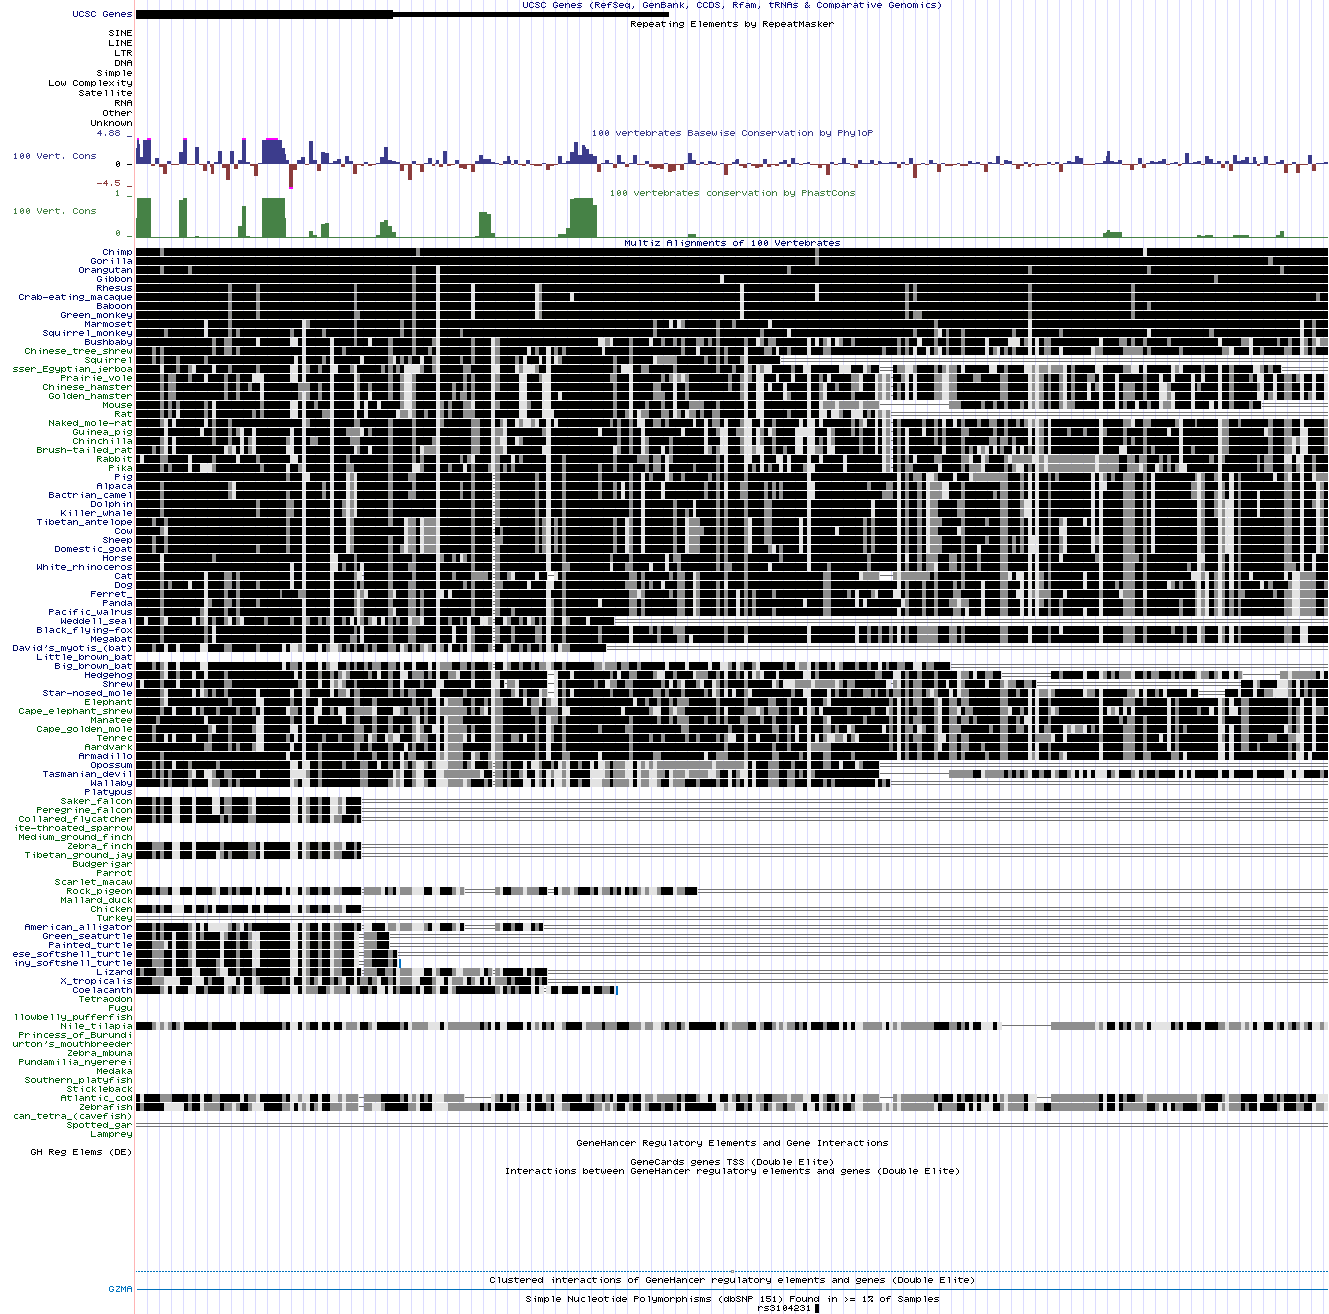 UCSC Genes (RefSeq, GenBank, CCDS, Rfam, tRNAs & Comparative Genomics)
UCSC Genes
Repeating Elements by RepeatMasker
SINE
LINE
LTR
DNA
Simple
Low Complexity
Satellite
RNA
Other
Unknown
4.88 _
100 vertebrates Basewise Conservation by PhyloP
100 Vert. Cons
0 -
-4.5 _
1 _
100 vertebrates conservation by PhastCons
100 Vert. Cons
0 _
Multiz Alignments of 100 Vertebrates
Chimp
Gorilla
Orangutan
Gibbon
Rhesus
Crab-eating_macaque
Baboon
Green_monkey
Marmoset
Squirrel_monkey
Bushbaby
Chinese_tree_shrew
Squirrel
sser_Egyptian_jerboa
Prairie_vole
Chinese_hamster
Golden_hamster
Mouse
Rat
Naked_mole-rat
Guinea_pig
Chinchilla
Brush-tailed_rat
Rabbit
Pika
Pig
Alpaca
Bactrian_camel
Dolphin
Killer_whale
Tibetan_antelope
Cow
Sheep
Domestic_goat
Horse
White_rhinoceros
Cat
Dog
Ferret_
Panda
Pacific_walrus
Weddell_seal
Black_flying-fox
Megabat
David's_myotis_(bat)
Little_brown_bat
Big_brown_bat
Hedgehog
Shrew
Star-nosed_mole
Elephant
Cape_elephant_shrew
Manatee
Cape_golden_mole
Tenrec
Aardvark
Armadillo
Opossum
Tasmanian_devil
Wallaby
Platypus
Saker_falcon
Peregrine_falcon
Collared_flycatcher
ite-throated_sparrow
Medium_ground_finch
Zebra_finch
Tibetan_ground_jay
Budgerigar
Parrot
Scarlet_macaw
Rock_pigeon
Mallard_duck
Chicken
Turkey
American_alligator
Green_seaturtle
Painted_turtle
ese_softshell_turtle
iny_softshell_turtle
Lizard
X_tropicalis
Coelacanth
Tetraodon
Fugu
llowbelly_pufferfish
Nile_tilapia
Princess_of_Burundi
urton's_mouthbreeder
Zebra_mbuna
Pundamilia_nyererei
Medaka
Southern_platyfish
Stickleback
Atlantic_cod
Zebrafish
can_tetra_(cavefish)
Spotted_gar
Lamprey
GeneHancer Regulatory Elements and Gene Interactions
GH Reg Elems (DE)
GeneCards genes TSS (Double Elite)
Interactions between GeneHancer regulatory elements and genes (Double Elite)
Clustered interactions of GeneHancer regulatory elements and genes (Double Elite)
GZMA
Simple Nucleotide Polymorphisms (dbSNP 151) Found in >= 1% of Samples
rs3104231